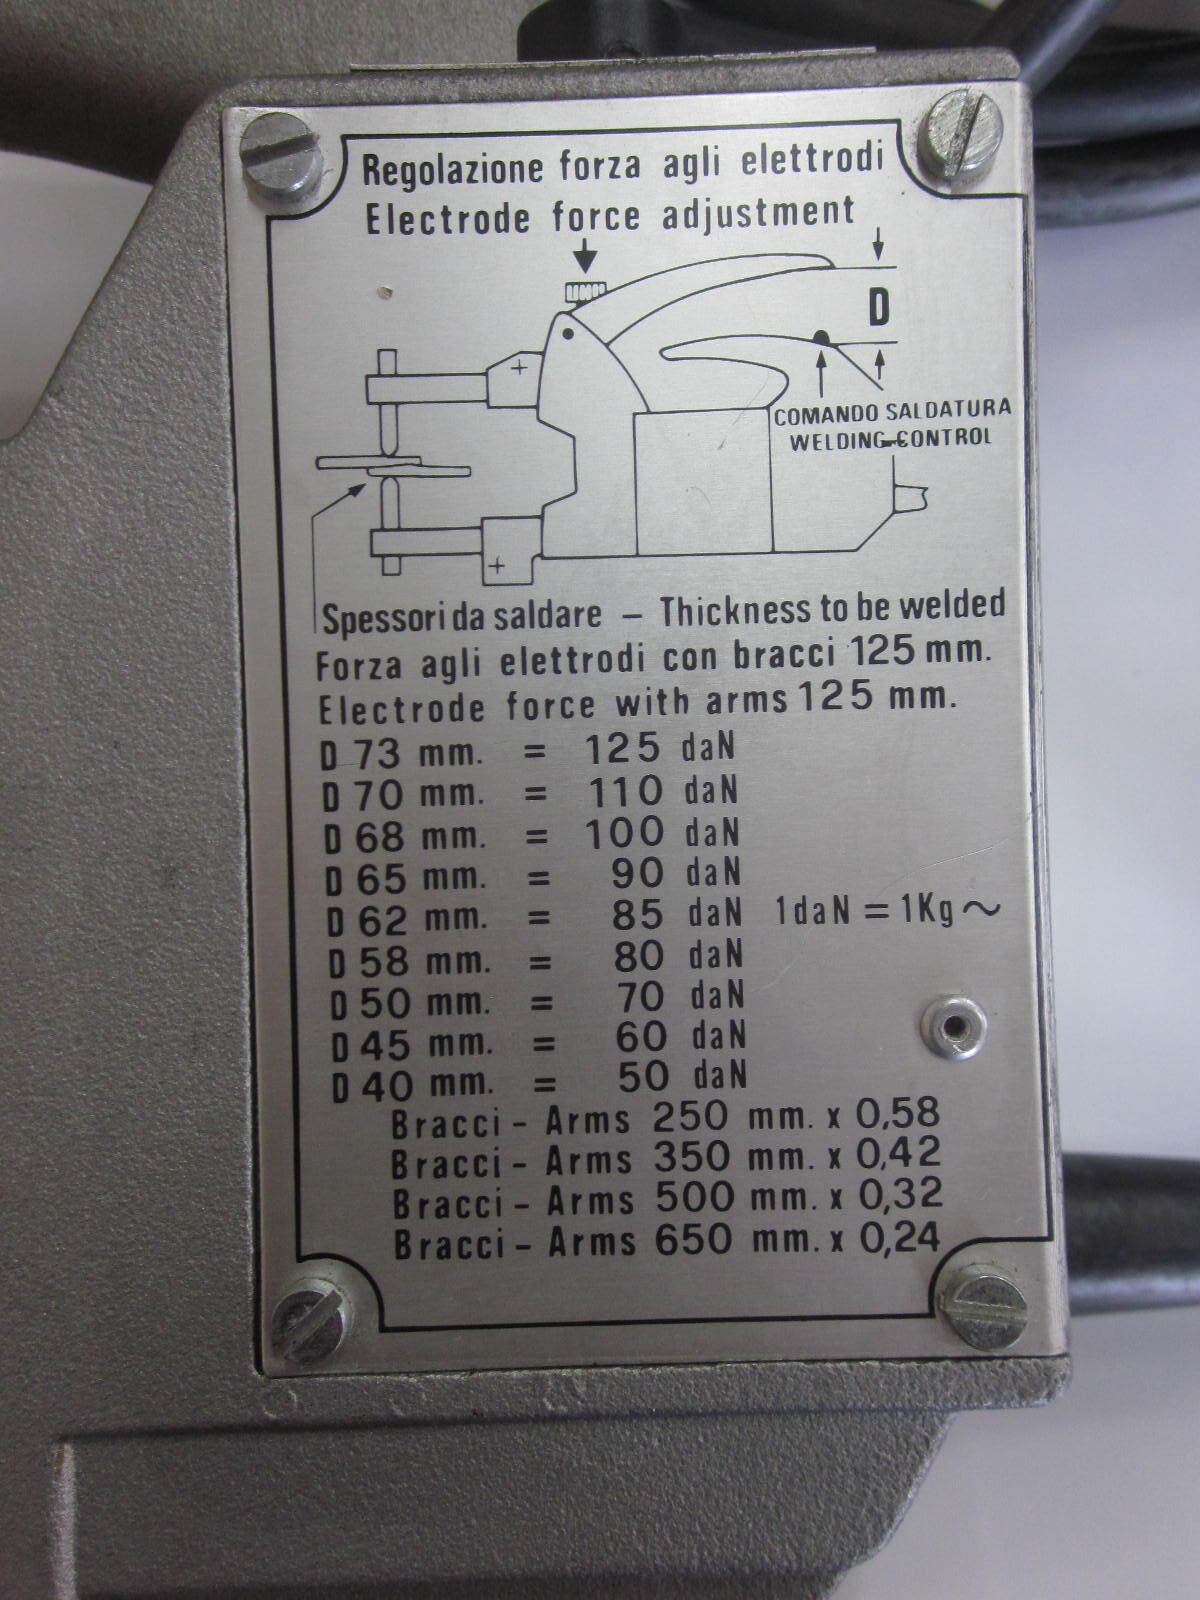 Regolazione forza agli elettrodi
Electrode force adjustment
D
COMANDO SALDATURA
WELDING CONTROL
Spessori da saldare – Thickness to be welded
Forza agli elettrodi con bracci 125 mm.
Electrode force with arms 125 mm.
D 73 mm. = 125 daN
D 70 mm. = 110 daN
D 68 mm. = 100 daN
D 65 mm. = 90 daN
D 62 mm. = 85 daN 1daN = 1Kg ~
D 58 mm. = 80 daN
D 50 mm. = 70 daN
D 45 mm. = 60 daN
D 40 mm. = 50 daN
Bracci – Arms 250 mm. x 0,58
Bracci – Arms 350 mm. x 0,42
Bracci – Arms 500 mm. x 0,32
Bracci – Arms 650 mm. x 0,24